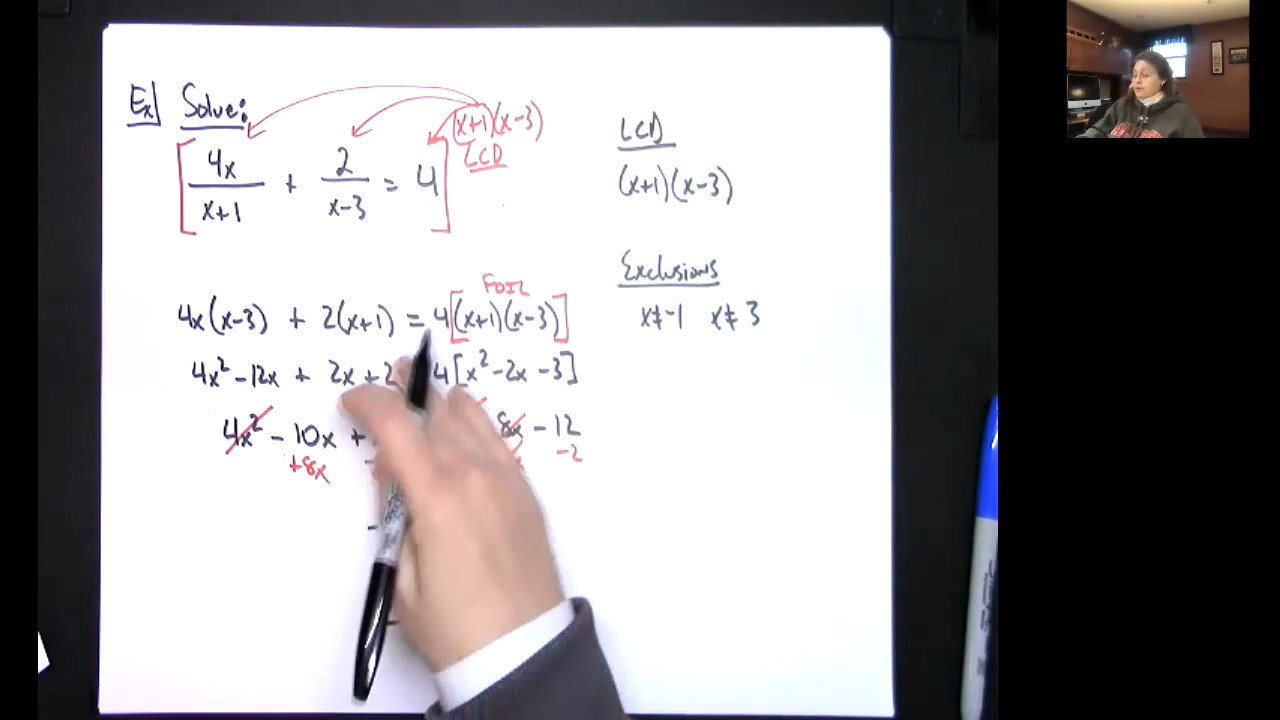 Ex Solve:
(x+1)(x-3)
LCD
4x/x+1 + 2/x-3 = 4
4x(x-3) + 2(x+1) = 4[(x+1)(x-3)]
FOIL
4x² - 12x + 2x + 2 4[x² - 2x - 3]
4x² - 10x + 8x - 12
+8x -2
LCD
(x+1)(x-3)
Exclusions
x≠-1 x≠3